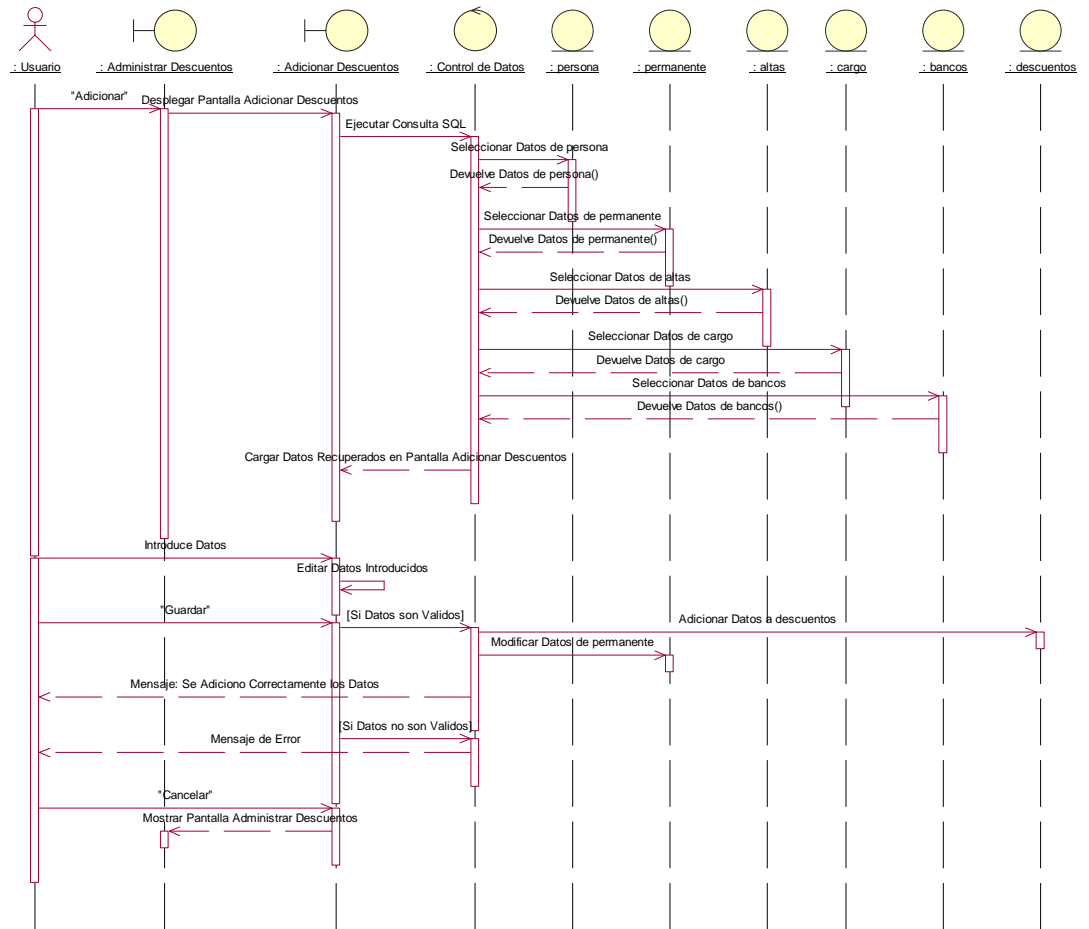 : Usuario
: Administrar Descuentos
: Adicionar Descuentos
: Control de Datos
: persona
: permanente
: altas
: cargo
: bancos
: descuentos
"Adicionar"
Desplegar Pantalla Adicionar Descuentos
Ejecutar Consulta SQL
Seleccionar Datos de persona
Devuelve Datos de persona()
Seleccionar Datos de permanente
Devuelve Datos de permanente()
Seleccionar Datos de altas
Devuelve Datos de altas()
Seleccionar Datos de cargo
Devuelve Datos de cargo
Seleccionar Datos de bancos
Devuelve Datos de bancos()
Cargar Datos Recuperados en Pantalla Adicionar Descuentos
Introduce Datos
Editar Datos Introducidos
"Guardar"
[Si Datos son Validos]
Adicionar Datos a descuentos
Modificar Datos de permanente
Mensaje: Se Adiciono Correctamente los Datos
[Si Datos no son Validos]
Mensaje de Error
"Cancelar"
Mostrar Pantalla Administrar Descuentos